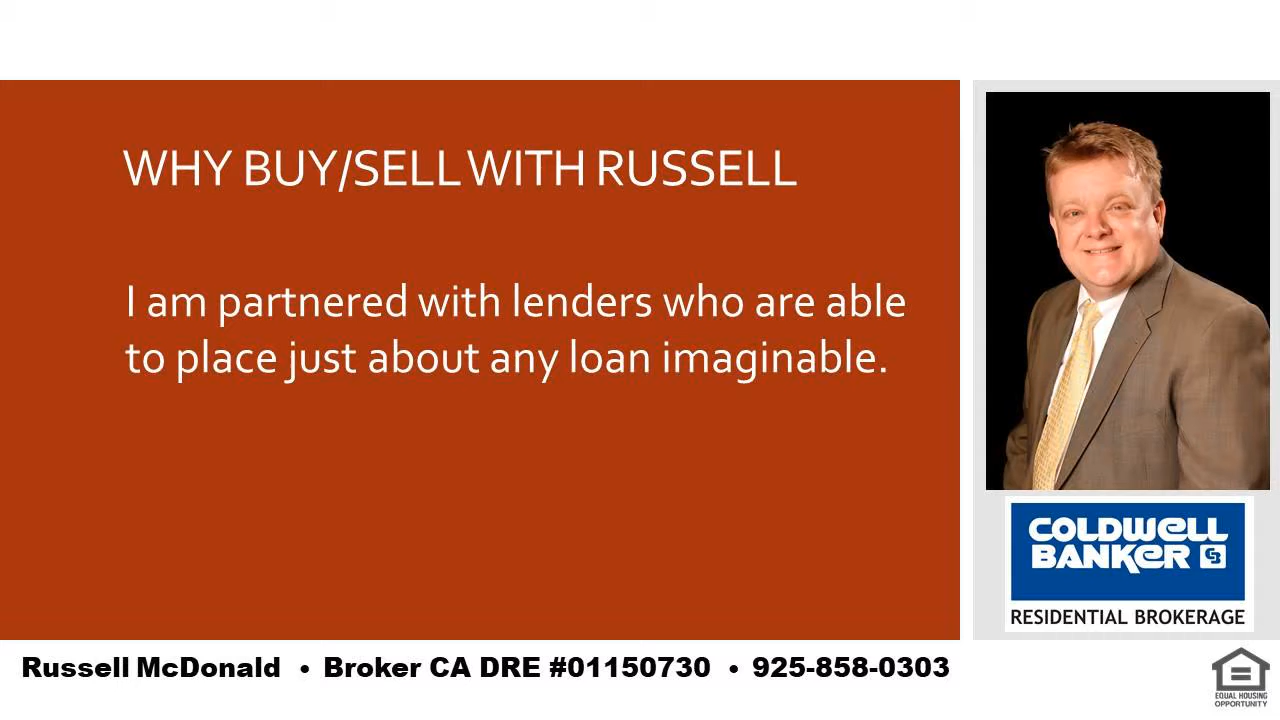 WHY BUY/SELL WITH RUSSELL
I am partnered with lenders who are able
to place just about any loan imaginable.
COLDWELL
BANKER CB
RESIDENTIAL BROKERAGE
Russell McDonald • Broker CA DRE #01150730 • 925-858-0303
EQUAL HOUSING
OPPORTUNITY